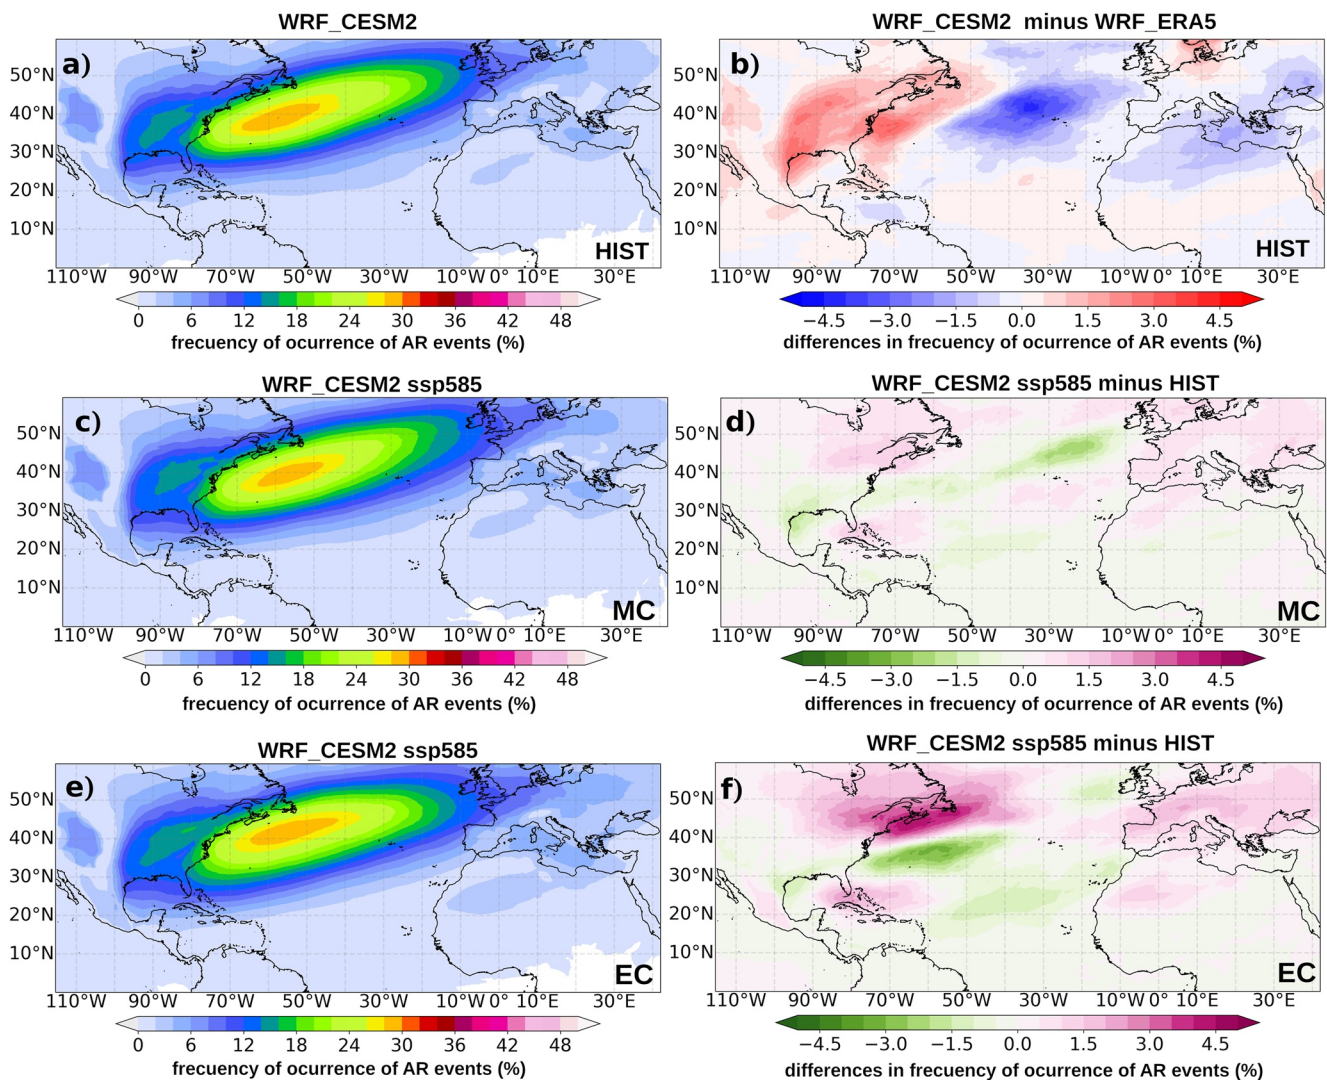 WRF_CESM2
a)
50°N
40°N
30°N
20°N
10°N
HIST
110°W 90°W 70°W 50°W 30°W 10°W 0° 10°E 30°E
0 6 12 18 24 30 36 42 48
frecuency of ocurrence of AR events (%)
WRF_CESM2 minus WRF_ERA5
b)
50°N
40°N
30°N
20°N
10°N
HIST
110°W 90°W 70°W 50°W 30°W 10W 0° 10°E 30°E
−4.5 −3.0 −1.5 0.0 1.5 3.0 4.5
differences in frecuency of ocurrence of AR events (%)
WRF_CESM2 ssp585
c)
50°N
40°N
30°N
20°N
10°N
MC
110°W 90°W 70°W 50°W 30°W 10°W 0° 10°E 30°E
0 6 12 18 24 30 36 42 48
frecuency of ocurrence of AR events (%)
WRF_CESM2 ssp585 minus HIST
d)
50°N
40°N
30°N
20°N
10°N
MC
110°W 90°W 70°W 50°W 30°W 10°W 0° 10°E 30°E
−4.5 −3.0 −1.5 0.0 1.5 3.0 4.5
differences in frecuency of ocurrence of AR events (%)
WRF_CESM2 ssp585
e)
50°N
40°N
30°N
20°N
10°N
EC
110°W 90°W 70°W 50°W 30°W 10°W 0° 10°E 30°E
0 6 12 18 24 30 36 42 48
frecuency of ocurrence of AR events (%)
WRF_CESM2 ssp585 minus HIST
f)
50°N
40°N
30°N
20°N
10°N
EC
110°W 90°W 70°W 50°W 30°W 10°W 0° 10°E 30°E
−4.5 −3.0 −1.5 0.0 1.5 3.0 4.5
differences in frecuency of ocurrence of AR events (%)